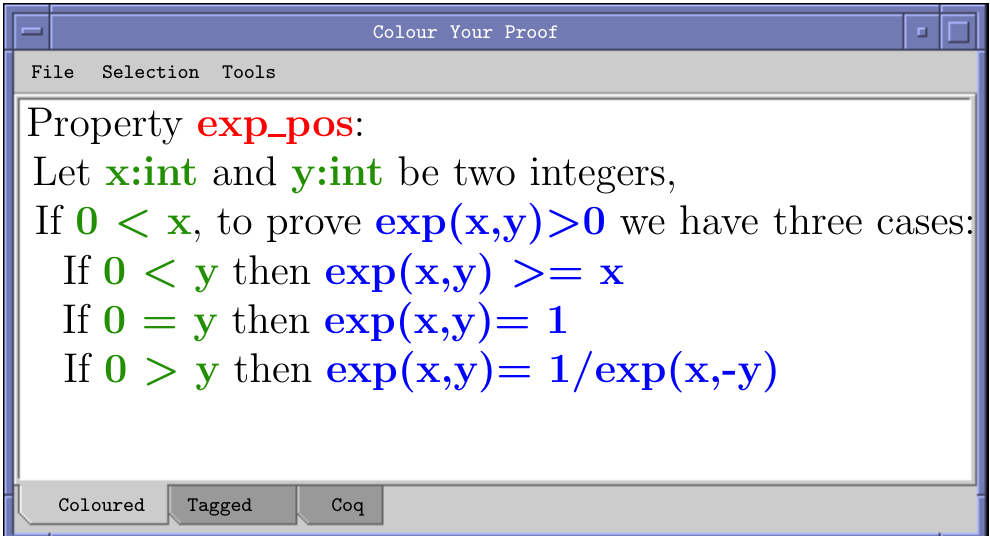 Colour Your Proof
File Selection Tools
Property exp_pos:
Let x:int and y:int be two integers,
If 0 < x, to prove exp(x,y)>0 we have three cases:
If 0 < y then exp(x,y) >= x
If 0 = y then exp(x,y)= 1
If 0 > y then exp(x,y)= 1/exp(x,-y)
Coloured Tagged Coq